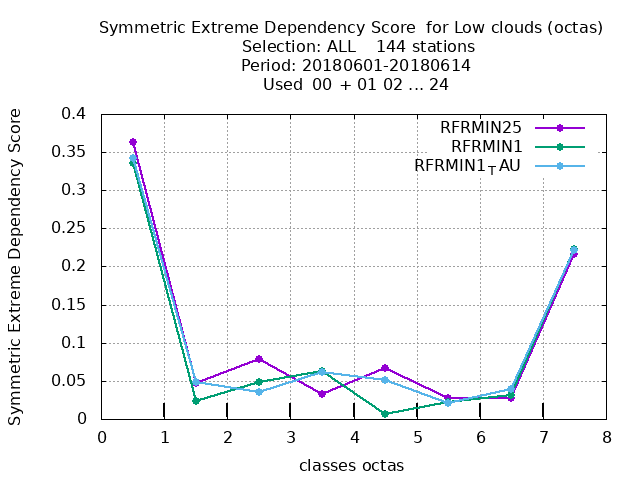 Symmetric Extreme Dependency Score  for Low clouds (octas)
Selection: ALL    144 stations
Period: 20180601-20180614
Used  00 + 01 02 ... 24
Symmetric Extreme Dependency Score
0.4
0.35
0.3
0.25
0.2
0.15
0.1
0.05
0
RFRMIN25
RFRMIN1
RFRMIN1TAU
0 1 2 3 4 5 6 7 8
classes octas